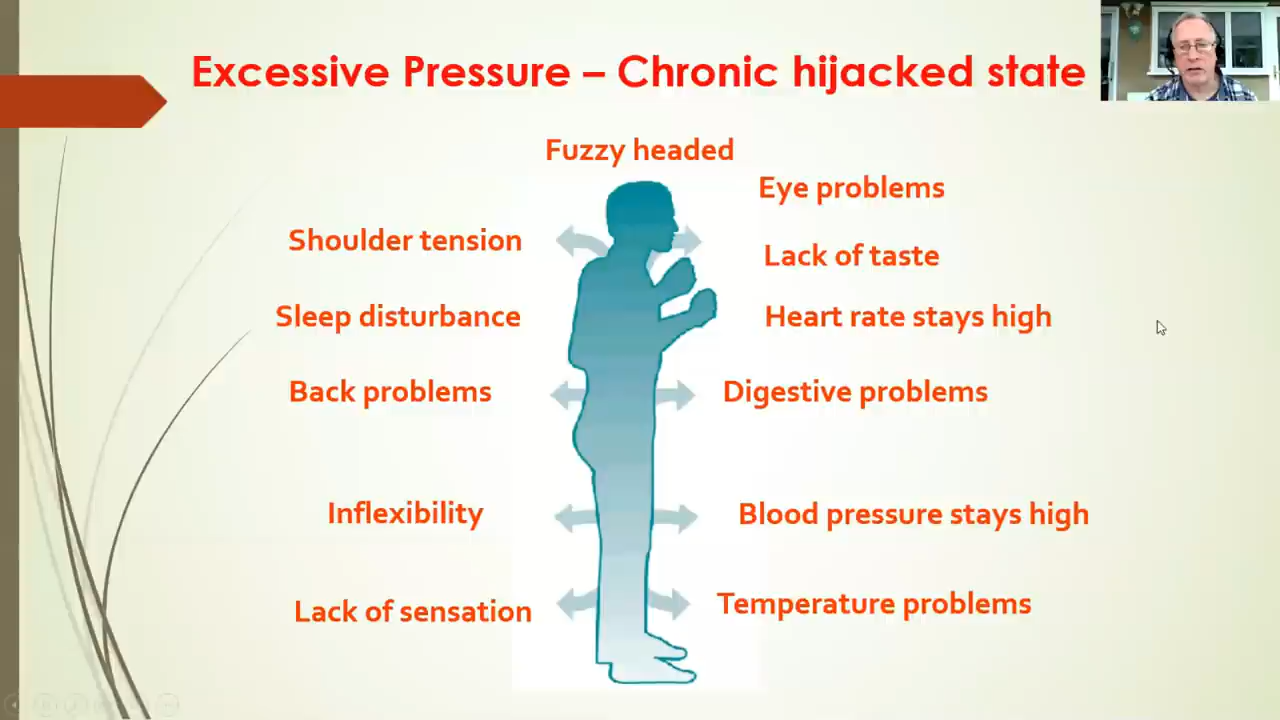 Excessive Pressure – Chronic hijacked state
Fuzzy headed
Eye problems
Shoulder tension
Lack of taste
Sleep disturbance
Heart rate stays high
Back problems
Digestive problems
Inflexibility
Blood pressure stays high
Lack of sensation
Temperature problems